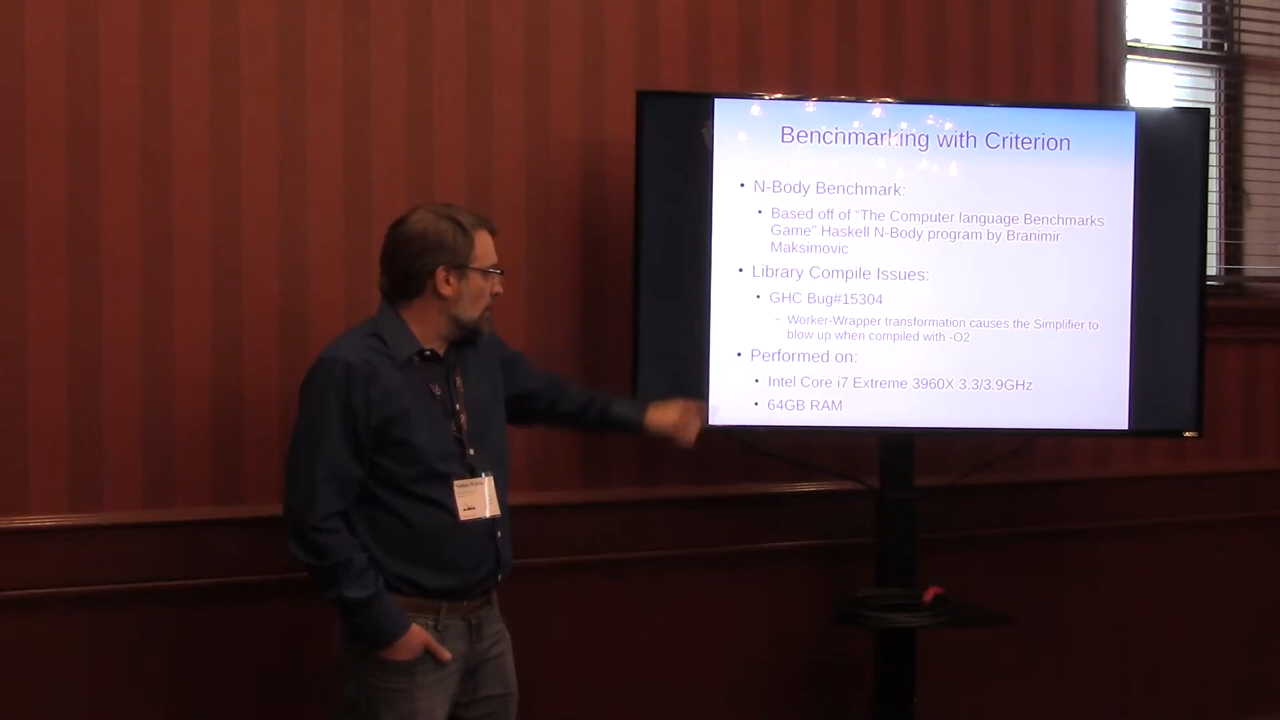 Benchmarking with Criterion
• N-Body Benchmark:
• Based off of “The Computer language Benchmarks
Game” Haskell N-Body program by Branimir
Maksimovic
• Library Compile Issues:
• GHC Bug#15304
– Worker-Wrapper transformation causes the Simplifier to
blow up when compiled with -O2
• Performed on:
• Intel Core i7 Extreme 3960X 3.3/3.9GHz
• 64GB RAM
VIZIO